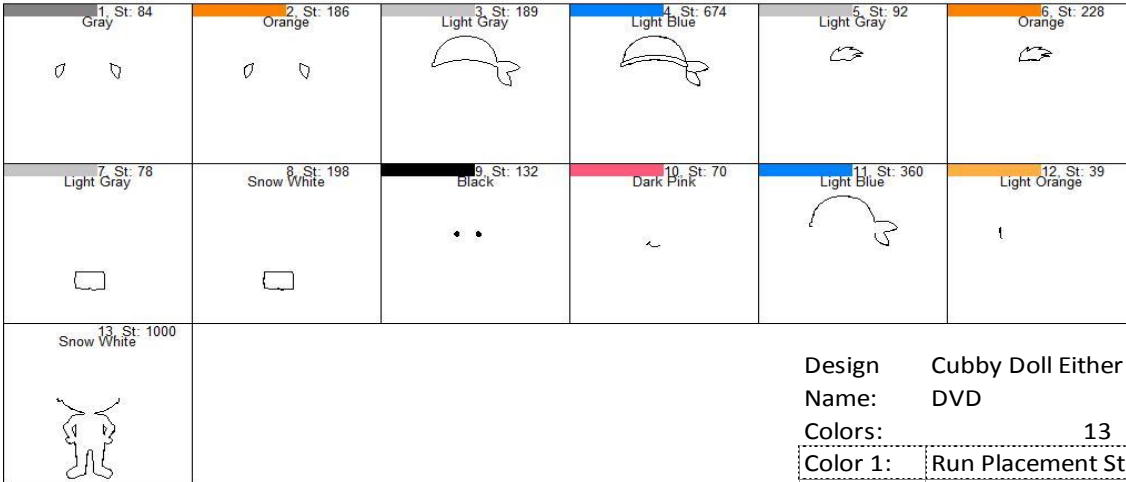 1, St: 84
Gray
2, St: 186
Orange
3, St: 189
Light Gray
4, St: 674
Light Blue
5, St: 92
Light Gray
6, St: 228
Orange
7, St: 78
Light Gray
8, St: 198
Snow White
9, St: 132
Black
10, St: 70
Dark Pink
11, St: 360
Light Blue
12, St: 39
Light Orange
13, St: 1000
Snow White
Design Cubby Doll Either
Name: DVD
Colors: 13
Color 1: Run Placement St